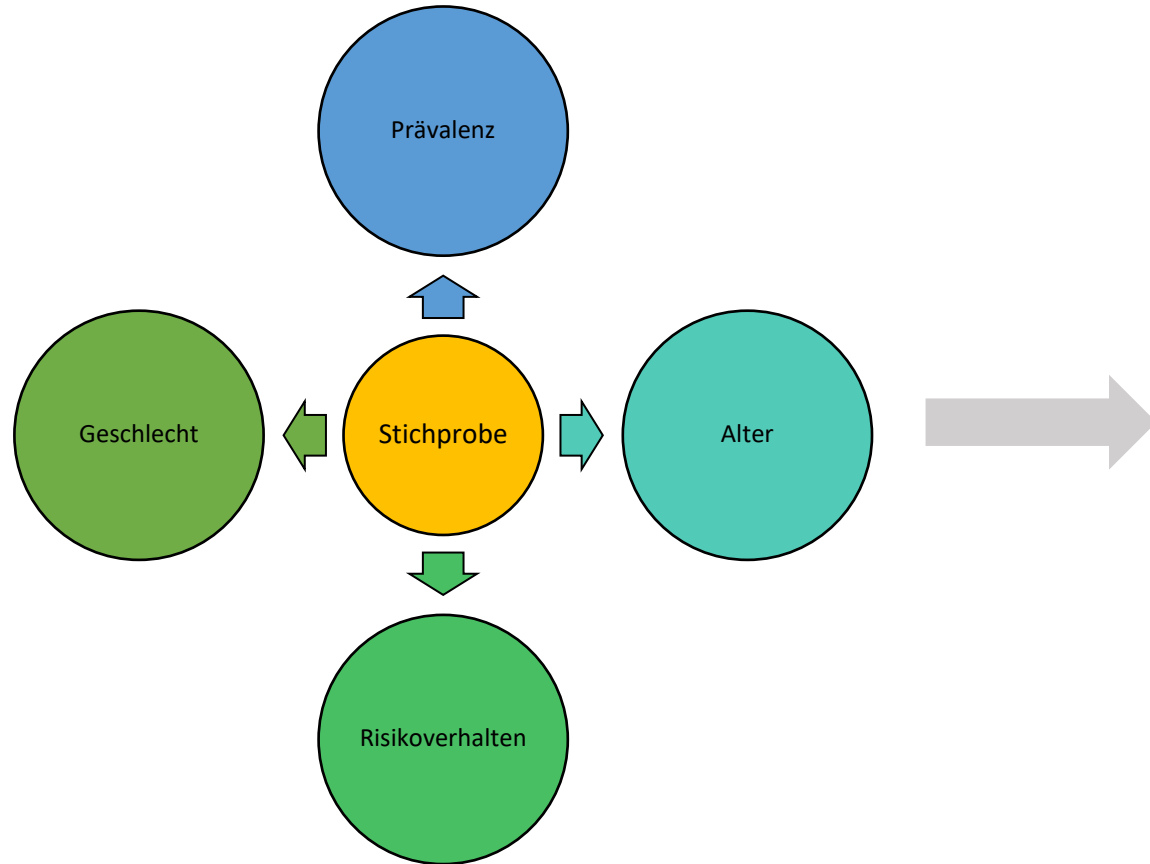 Prävalenz
Geschlecht
Stichprobe
Alter
Risikoverhalten